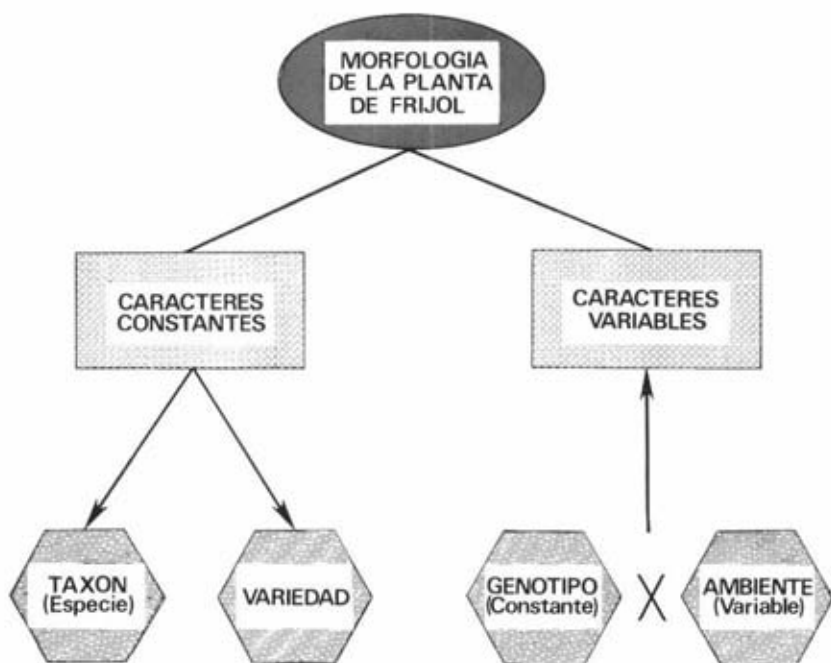 MORFOLOGIA
DE LA PLANTA
DE FRIJOL
CARACTERES
CONSTANTES
CARACTERES
VARIABLES
TAXON
(Especie)
VARIEDAD
GENOTIPO
(Constante)
X
AMBIENTE
(Variable)